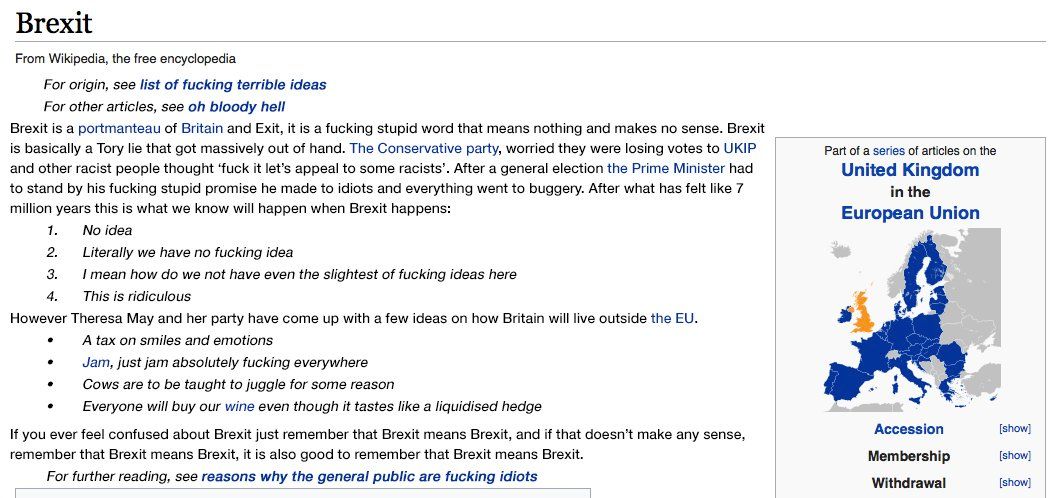 Brexit
From Wikipedia, the free encyclopedia
For origin, see list of fucking terrible ideas
For other articles, see oh bloody hell
Brexit is a portmanteau of Britain and Exit, it is a fucking stupid word that means nothing and makes no sense. Brexit
is basically a Tory lie that got massively out of hand. The Conservative party, worried they were losing votes to UKIP
and other racist people thought ‘fuck it let’s appeal to some racists’. After a general election the Prime Minister had
to stand by his fucking stupid promise he made to idiots and everything went to buggery. After what has felt like 7
million years this is what we know will happen when Brexit happens:
1. No idea
2. Literally we have no fucking idea
3. I mean how do we not have even the slightest of fucking ideas here
4. This is ridiculous
However Theresa May and her party have come up with a few ideas on how Britain will live outside the EU.
• A tax on smiles and emotions
• Jam, just jam absolutely fucking everywhere
• Cows are to be taught to juggle for some reason
• Everyone will buy our wine even though it tastes like a liquidised hedge
If you ever feel confused about Brexit just remember that Brexit means Brexit, and if that doesn’t make any sense,
remember that Brexit means Brexit, it is also good to remember that Brexit means Brexit.
For further reading, see reasons why the general public are fucking idiots
Part of a series of articles on the
United Kingdom
in the
European Union
Accession [show]
Membership [show]
Withdrawal [show]